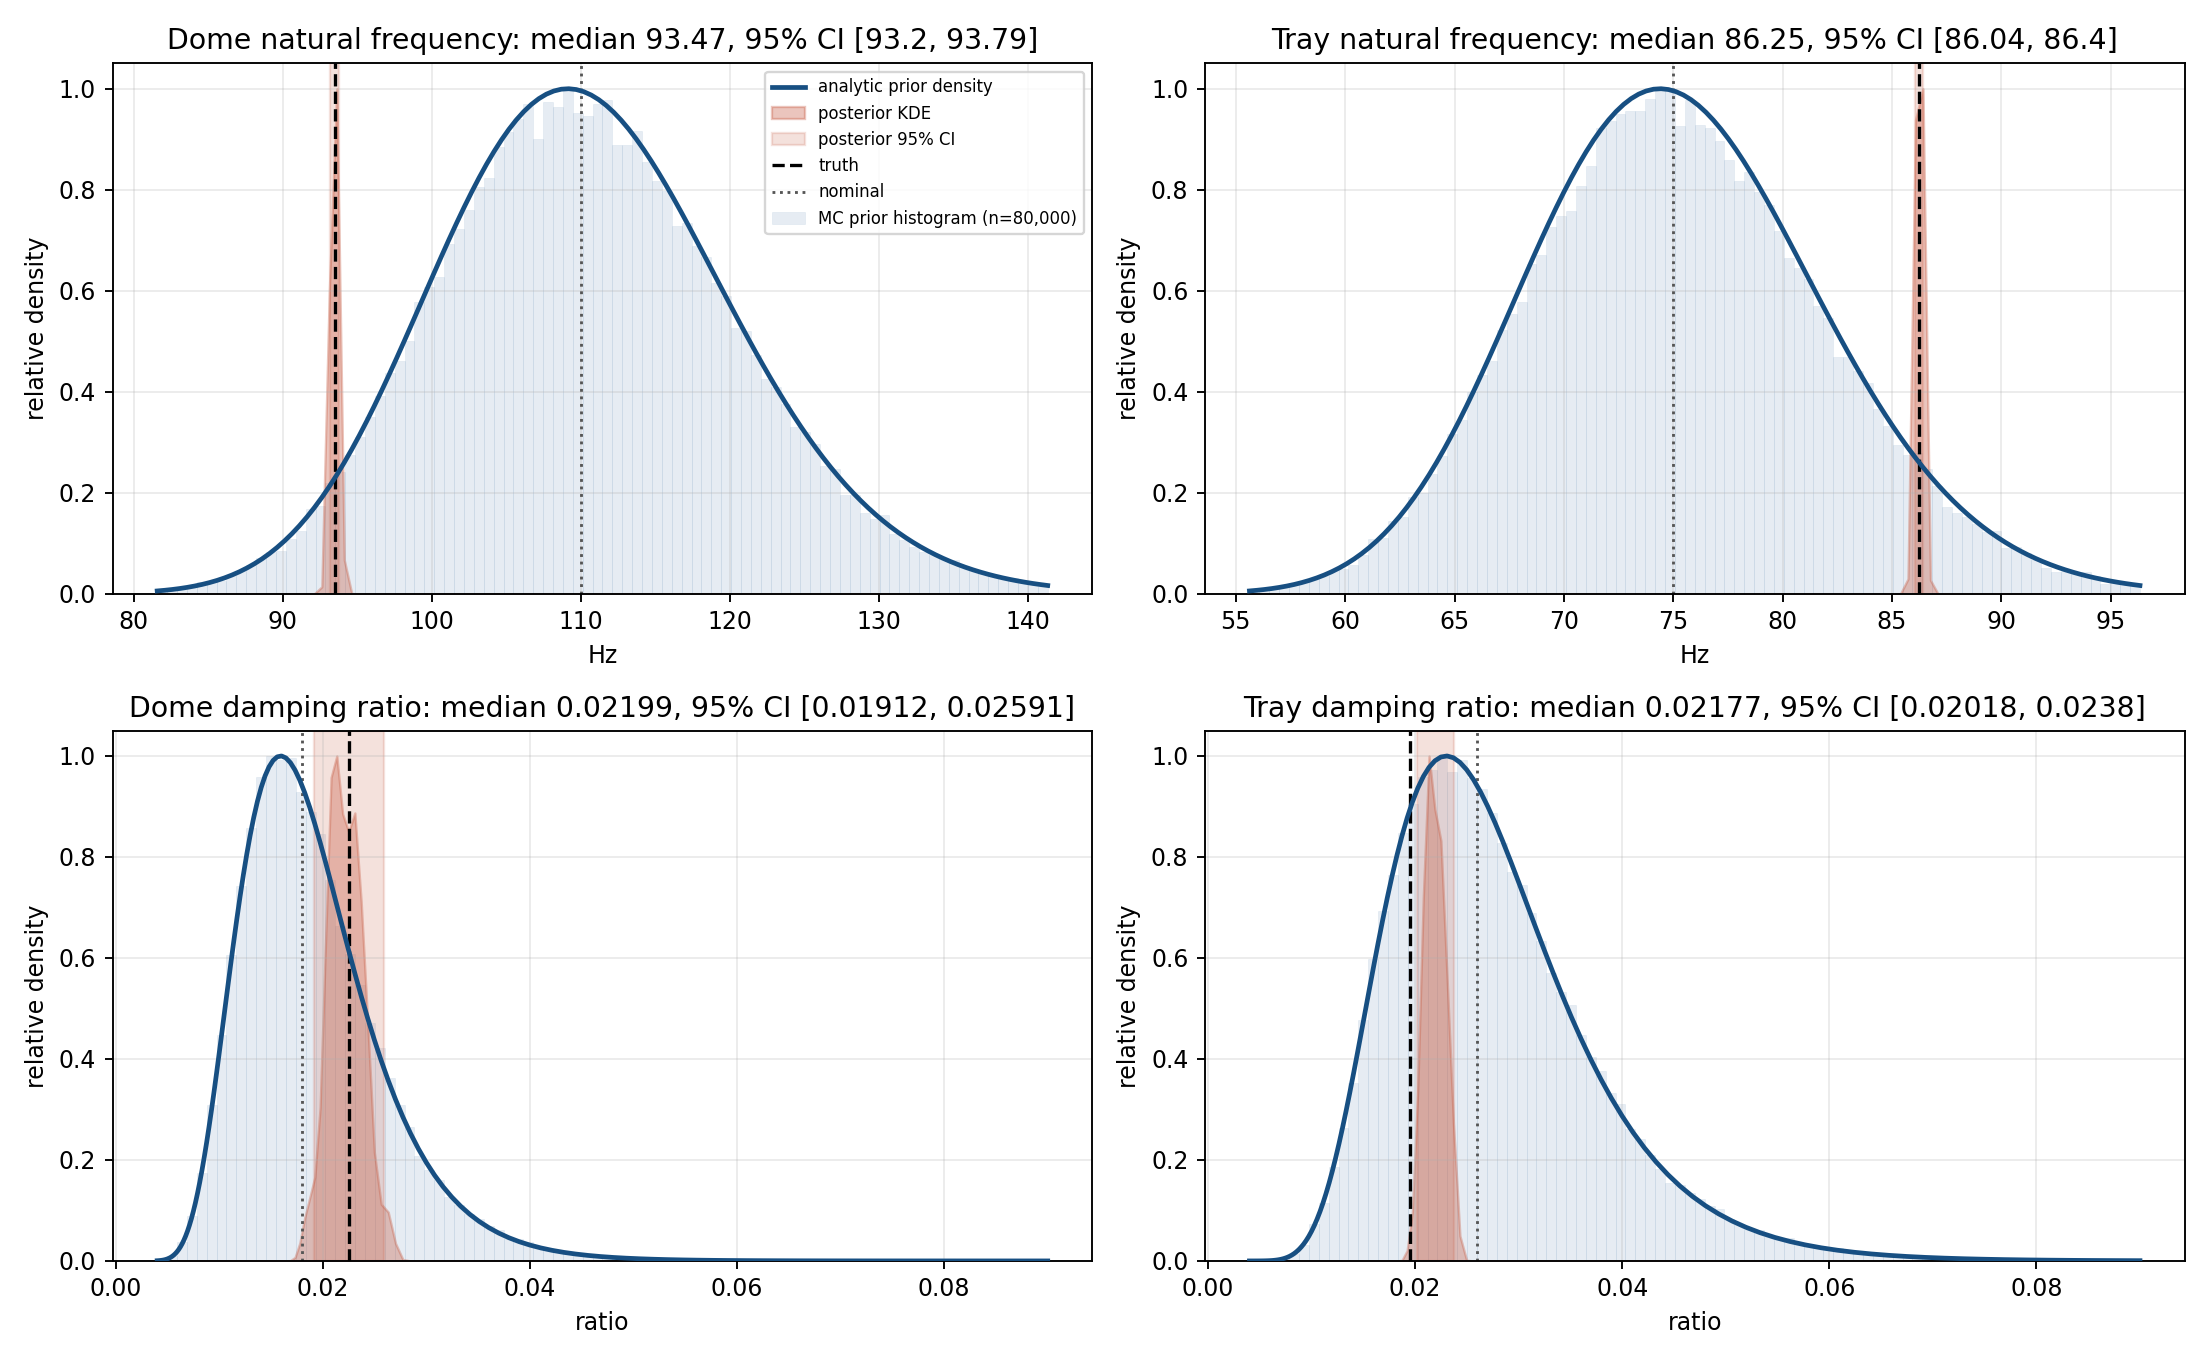 Dome natural frequency: median 93.47, 95% CI [93.2, 93.79]
1.0
0.8
0.6
0.4
0.2
0.0
relative density
80 90 100 110 120 130 140
Hz
analytic prior density
posterior KDE
posterior 95% CI
truth
nominal
MC prior histogram (n=80,000)
Tray natural frequency: median 86.25, 95% CI [86.04, 86.4]
1.0
0.8
0.6
0.4
0.2
0.0
relative density
55 60 65 70 75 80 85 90 95
Hz
Dome damping ratio: median 0.02199, 95% CI [0.01912, 0.02591]
1.0
0.8
0.6
0.4
0.2
0.0
relative density
0.00 0.02 0.04 0.06 0.08
ratio
Tray damping ratio: median 0.02177, 95% CI [0.02018, 0.0238]
1.0
0.8
0.6
0.4
0.2
0.0
relative density
0.00 0.02 0.04 0.06 0.08
ratio